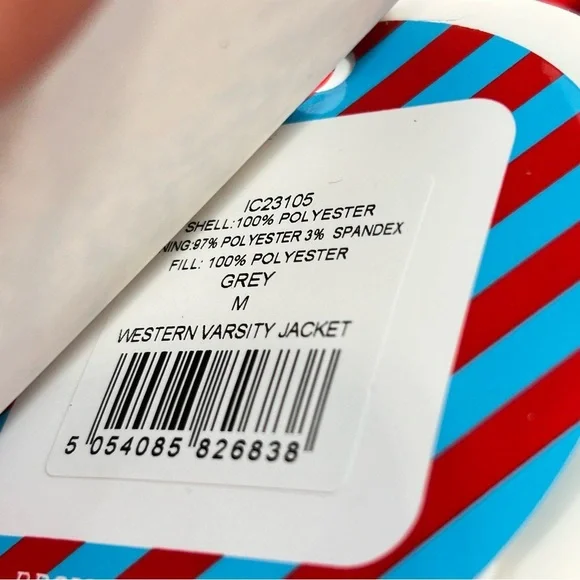 IC23105
SHELL:100% POLYESTER
NING:97% POLYESTER 3% SPANDEX
FILL: 100% POLYESTER
GREY
M
WESTERN VARSITY JACKET
5 054085 826838